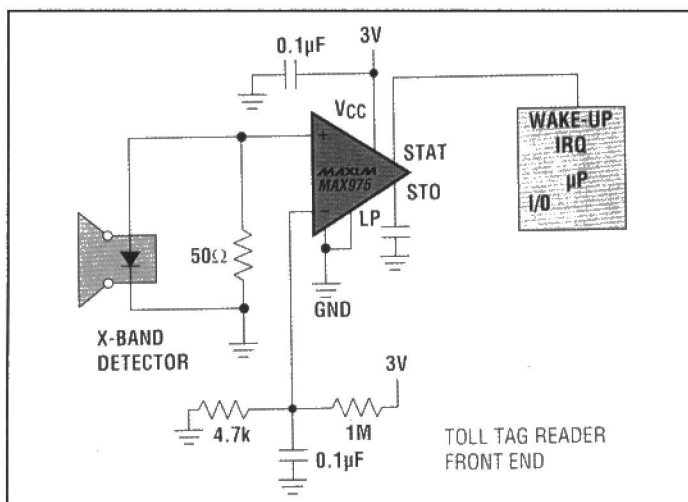 0.1µF
3V
VCC
+
MAXIM
MAX975
−
STAT
STO
LP
GND
WAKE-UP
IRQ
µP
I/O
50Ω
X-BAND
DETECTOR
3V
4.7k
1M
0.1µF
TOLL TAG READER
FRONT END